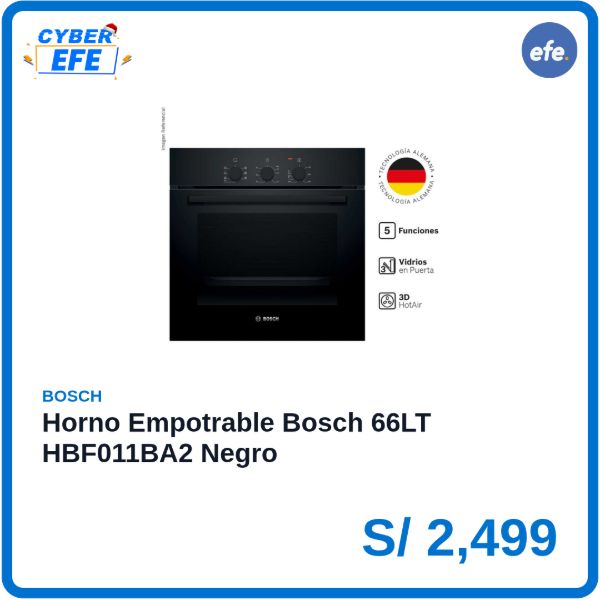 CYBER
EFE
efe.
Imagen Referencial
TECNOLOGÍA ALEMANA
TECNOLOGÍA ALEMANA
5 Funciones
3 Vidrios
en Puerta
3D
HotAir
BOSCH
BOSCH
Horno Empotrable Bosch 66LT
HBF011BA2 Negro
S/ 2,499